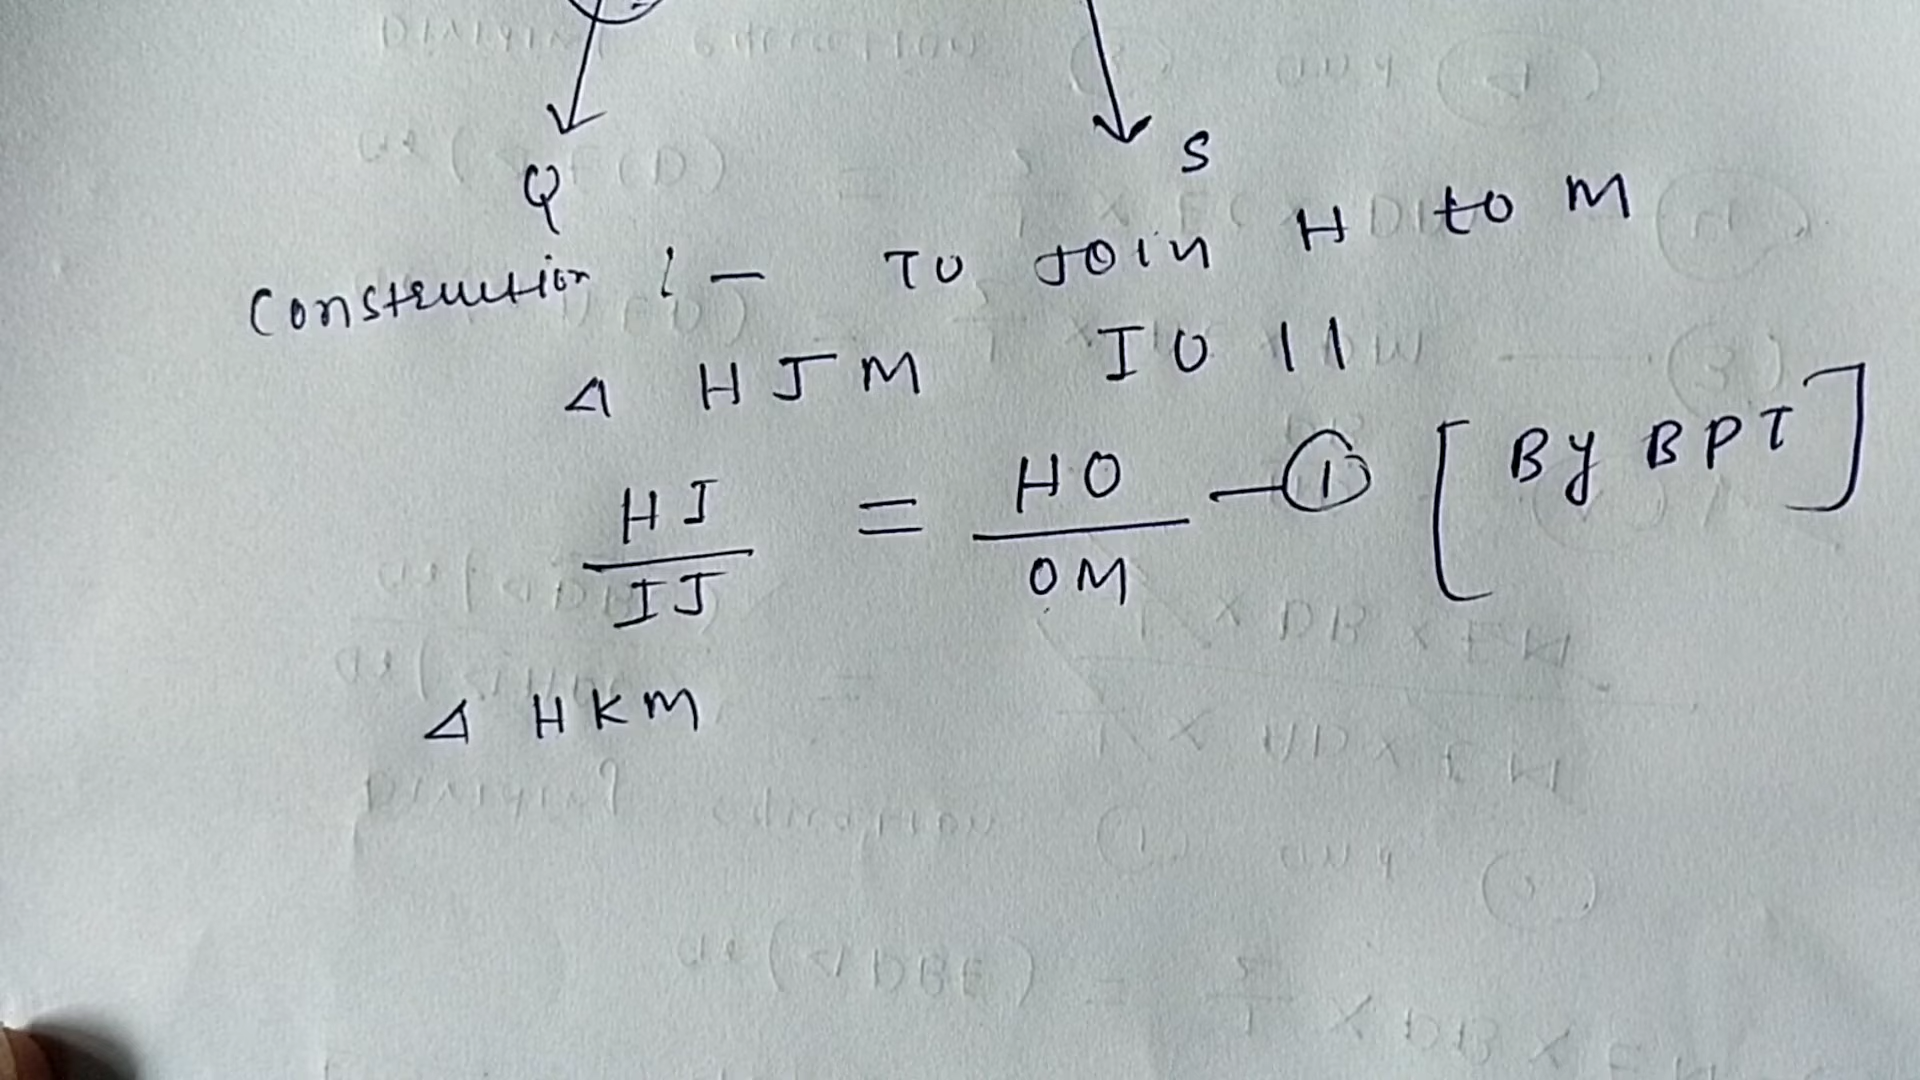 Q
S
Construction :- To Join H to M
△ HJM IO ||
HJ / IJ = HO / OM — ① [By BPT]
△ HKM